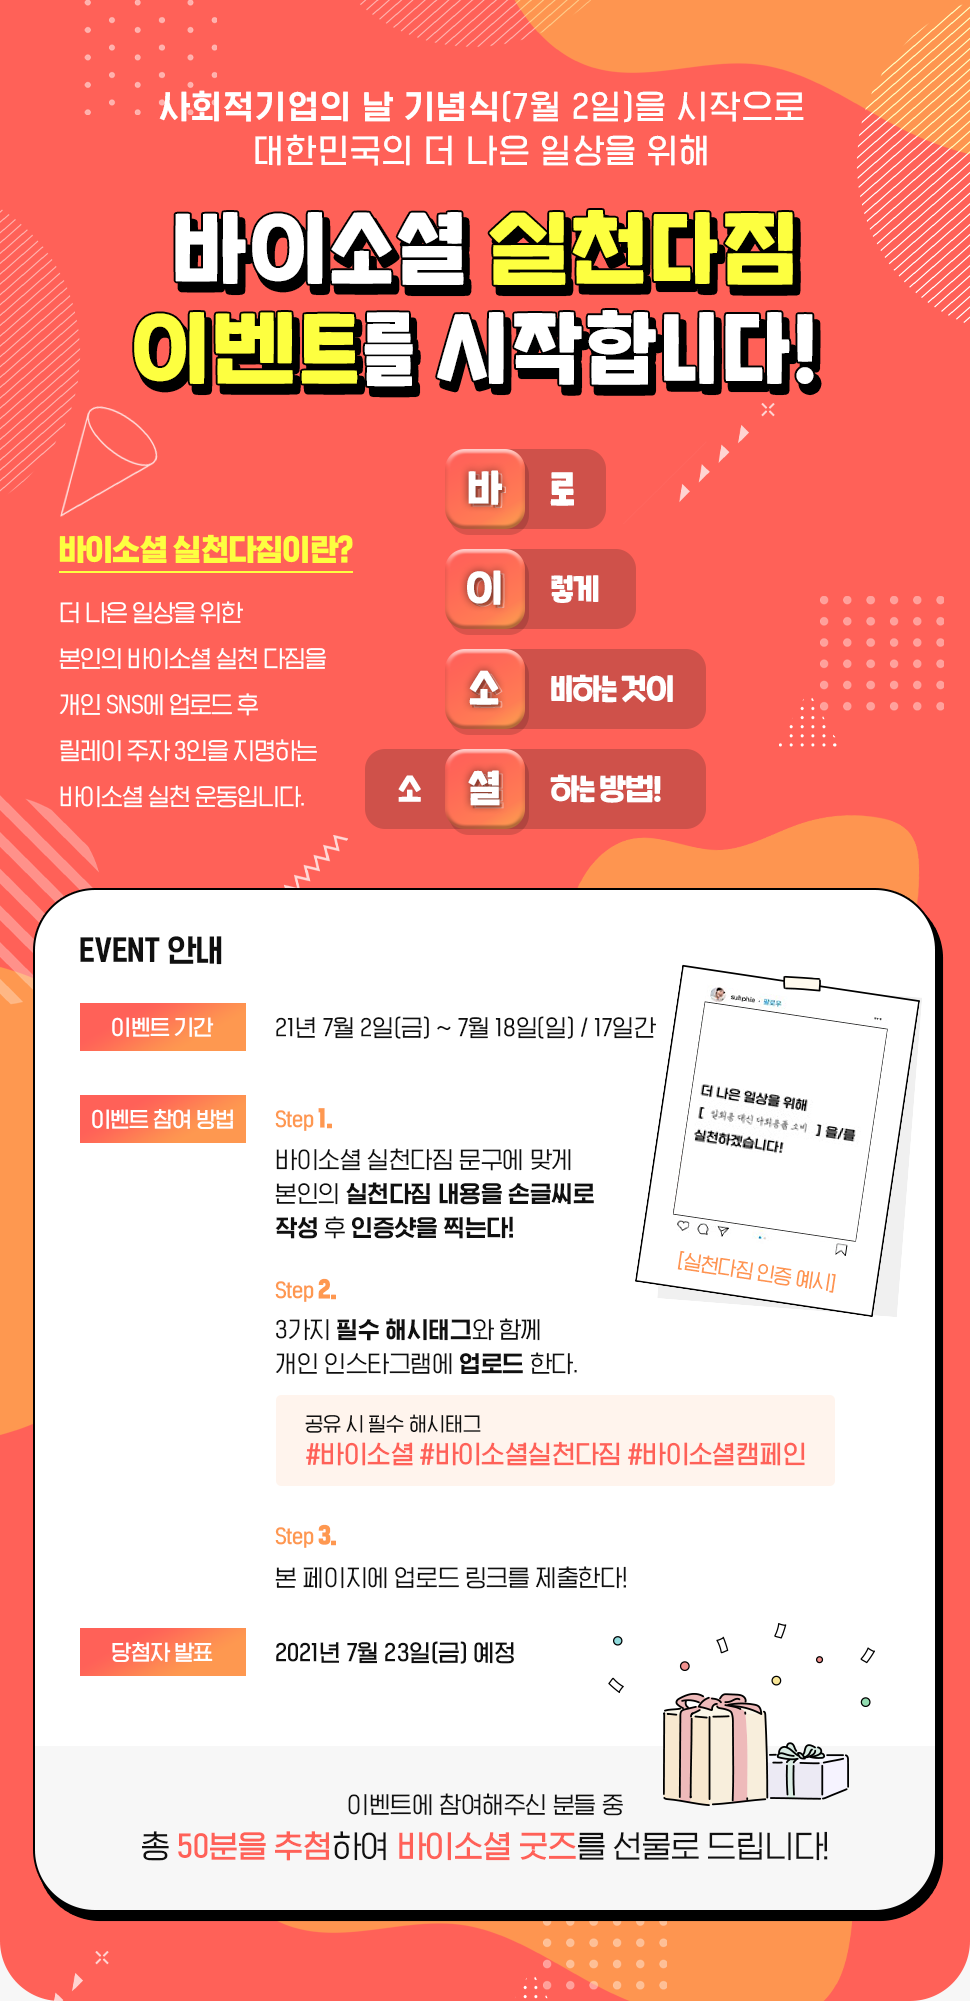 사회적기업의 날 기념식(7월 2일)을 시작으로
대한민국의 더 나은 일상을 위해
바이소셜 실천다짐
이벤트를 시작합니다!
바로
이렇게
소비하는 것이
소셜하는 방법!
바이소셜 실천다짐이란?
더 나은 일상을 위한
본인의 바이소셜 실천 다짐을
개인 SNS에 업로드 후
릴레이 주자 3인을 지명하는
바이소셜 실천 운동입니다.
EVENT 안내
이벤트 기간
21년 7월 2일(금) ~ 7월 18일(일) / 17일간
이벤트 참여 방법
Step 1.
바이소셜 실천다짐 문구에 맞게
본인의 실천다짐 내용을 손글씨로
작성 후 인증샷을 찍는다!
팔로우
더 나은 일상을 위해
[ 일회용 대신 다회용품 소비 ] 을/를
실천하겠습니다!
[실천다짐 인증 예시]
Step 2.
3가지 필수 해시태그와 함께
개인 인스타그램에 업로드 한다.
공유 시 필수 해시태그
#바이소셜 #바이소셜실천다짐 #바이소셜캠페인
Step 3.
본 페이지에 업로드 링크를 제출한다!
당첨자 발표
2021년 7월 23일(금) 예정
이벤트에 참여해주신 분들 중
총 50분을 추첨하여 바이소셜 굿즈를 선물로 드립니다!